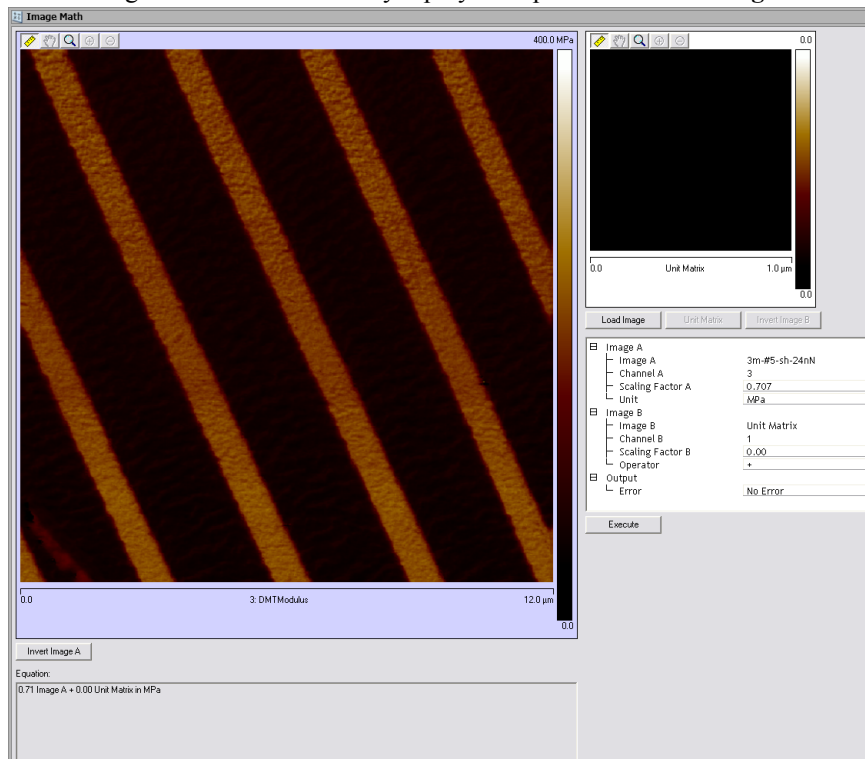 Image Math
400.0 MPa
0.0
3: DMTModulus
12.0 µm
0.0
Invert Image A
Equation:
0.71 Image A + 0.00 Unit Matrix in MPa
0.0
0.0
Unit Matrix
1.0 µm
0.0
Load Image
Unit Matrix
Invert Image B
Image A
Image A 3m-#5-sh-24nN
Channel A 3
Scaling Factor A 0.707
Unit MPa
Image B
Image B Unit Matrix
Channel B 1
Scaling Factor B 0.00
Operator +
Output
Error No Error
Execute